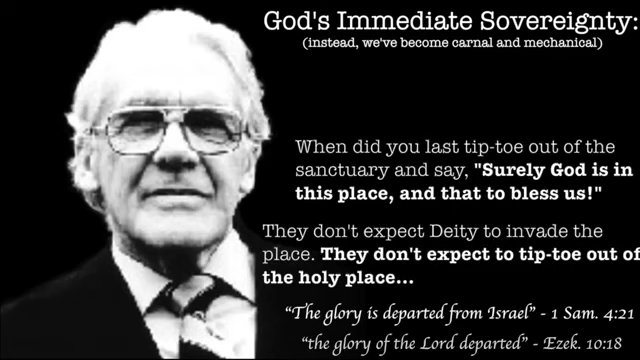 God's Immediate Sovereignty:
(instead, we've become carnal and mechanical)
When did you last tip-toe out of the
sanctuary and say, "Surely God is in
this place, and that to bless us!"
They don't expect Deity to invade the
place. They don't expect to tip-toe out of
the holy place...
“The glory is departed from Israel” - 1 Sam. 4:21
“the glory of the Lord departed” - Ezek. 10:18